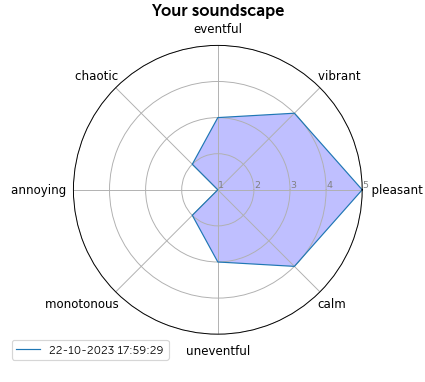 Your soundscape
eventful
chaotic
vibrant
annoying
1 2 3 4 5
pleasant
monotonous
calm
uneventful
22-10-2023 17:59:29